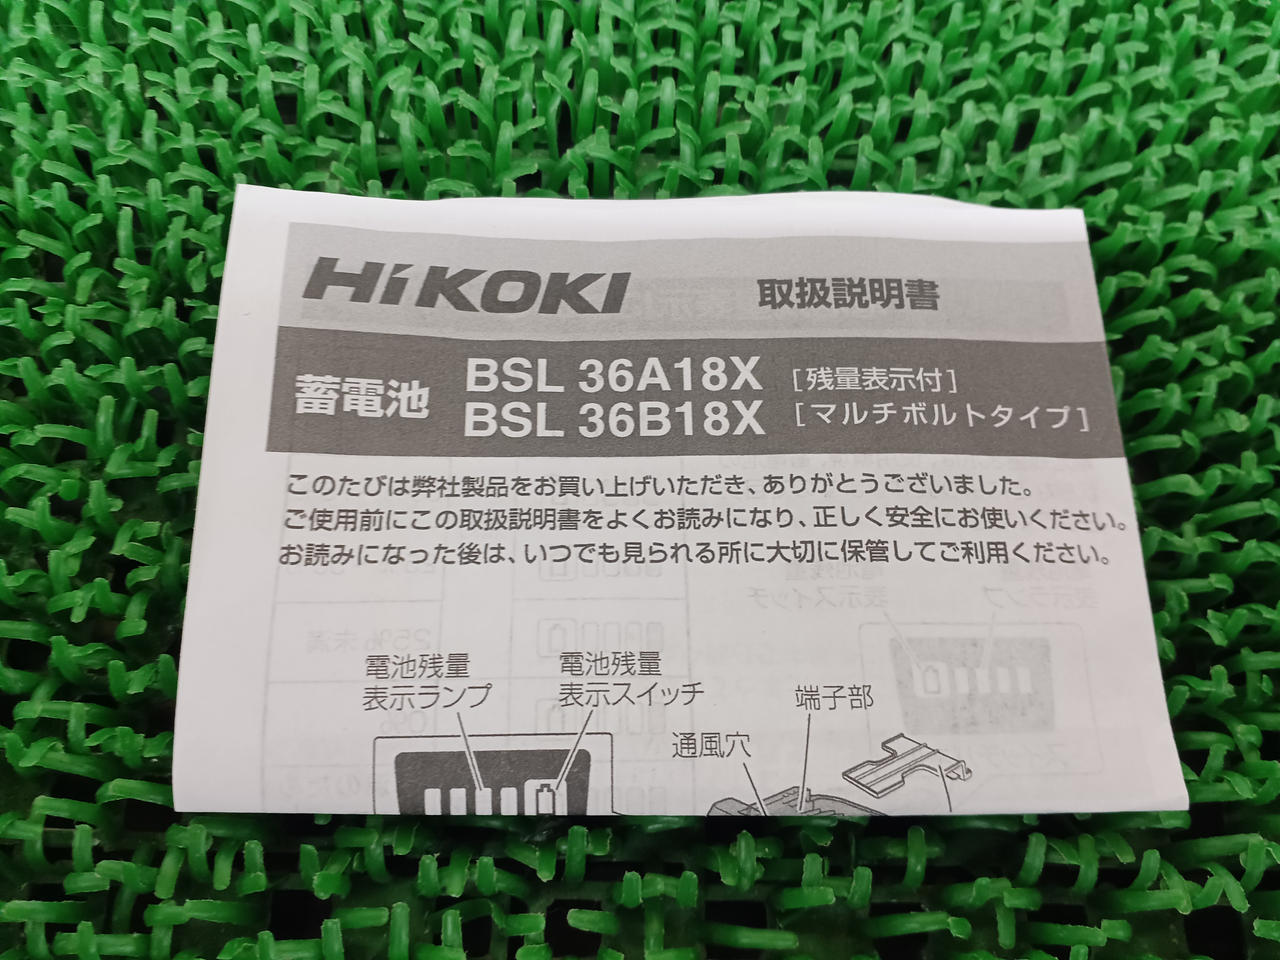 HiKOKI 取扱説明書
蓄電池
BSL 36A18X [残量表示付]
BSL 36B18X [マルチボルトタイプ]
このたびは弊社製品をお買い上げいただき、ありがとうございました。
ご使用前にこの取扱説明書をよくお読みになり、正しく安全にお使いください。
お読みになった後は、いつでも見られる所に大切に保管してご利用ください。
電池残量
表示ランプ
電池残量
表示スイッチ
端子部
通風穴